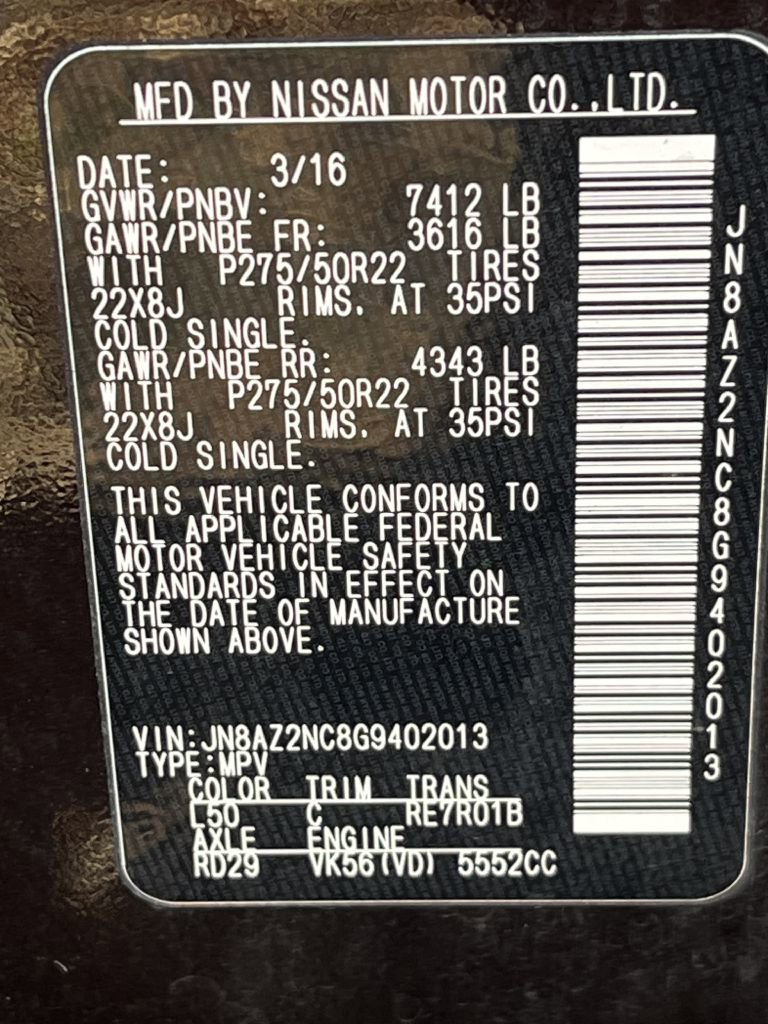 MFD BY NISSAN MOTOR CO.,LTD.
DATE: 3/16
GVWR/PNBV: 7412 LB
GAWR/PNBE FR: 3616 LB
WITH P275/50R22 TIRES
22X8J RIMS. AT 35PSI
COLD SINGLE.
GAWR/PNBE RR: 4343 LB
WITH P275/50R22 TIRES
22X8J RIMS. AT 35PSI
COLD SINGLE.
THIS VEHICLE CONFORMS TO
ALL APPLICABLE FEDERAL
MOTOR VEHICLE SAFETY
STANDARDS IN EFFECT ON
THE DATE OF MANUFACTURE
SHOWN ABOVE.
VIN:JN8AZ2NC8G9402013
TYPE:MPV
COLOR TRIM TRANS
L50 C RE7R01B
AXLE ENGINE
RD29 VK56(VD) 5552CC
JN8AZ2NC8G9402013